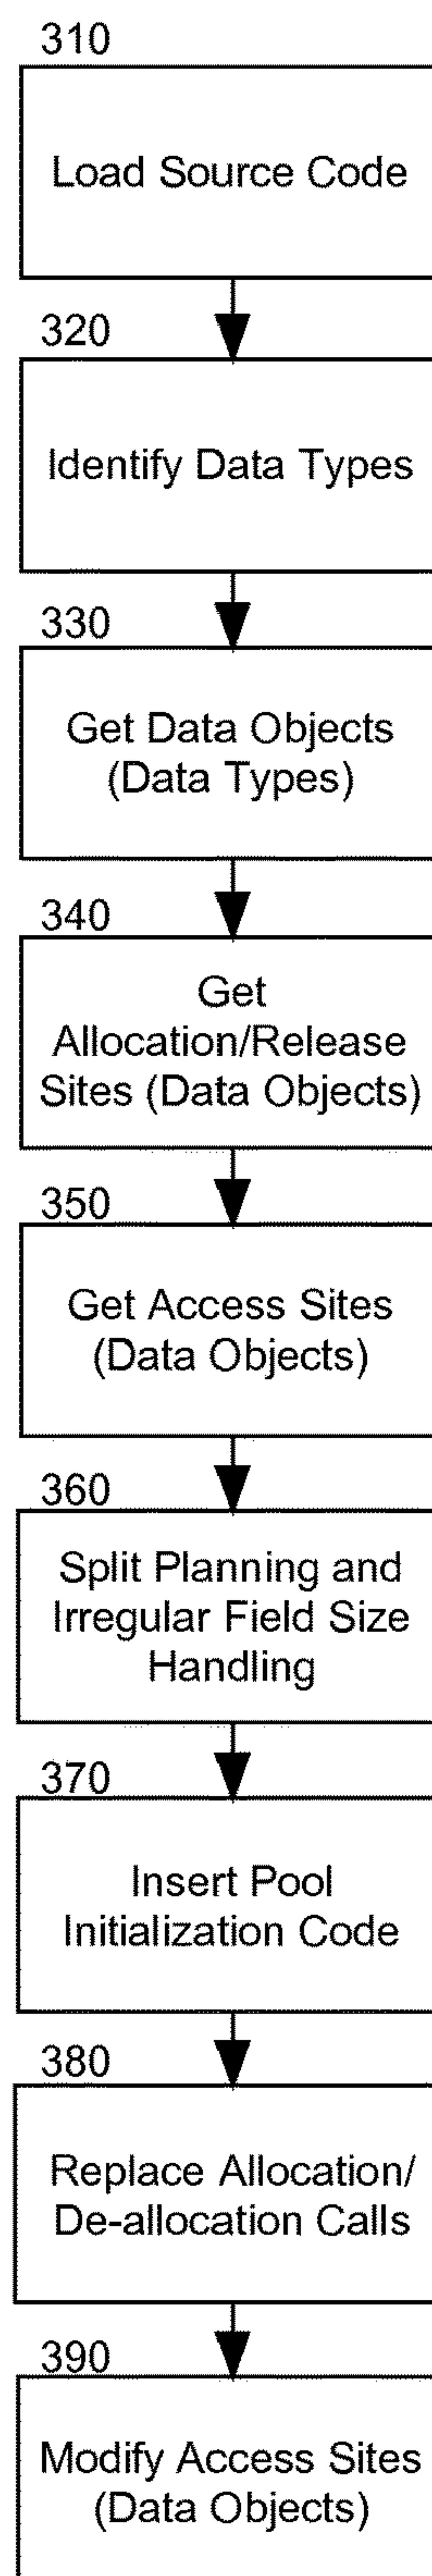 310
Load Source Code
320
Identify Data Types
330
Get Data Objects
(Data Types)
340
Get
Allocation/Release
Sites (Data Objects)
350
Get Access Sites
(Data Objects)
360
Split Planning and
Irregular Field Size
Handling
370
Insert Pool
Initialization Code
380
Replace Allocation/
De-allocation Calls
390
Modify Access Sites
(Data Objects)